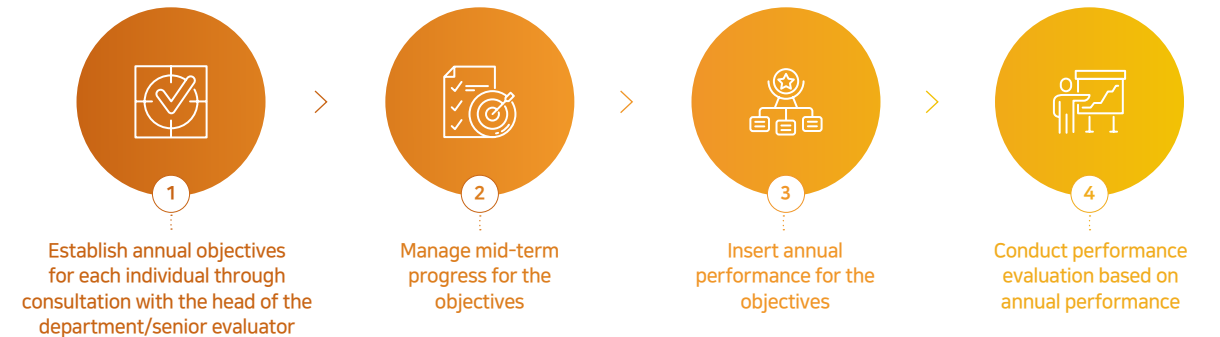 1
Establish annual objectives
for each individual through
consultation with the head of the
department/senior evaluator
2
Manage mid-term
progress for the
objectives
3
Insert annual
performance for the
objectives
4
Conduct performance
evaluation based on
annual performance